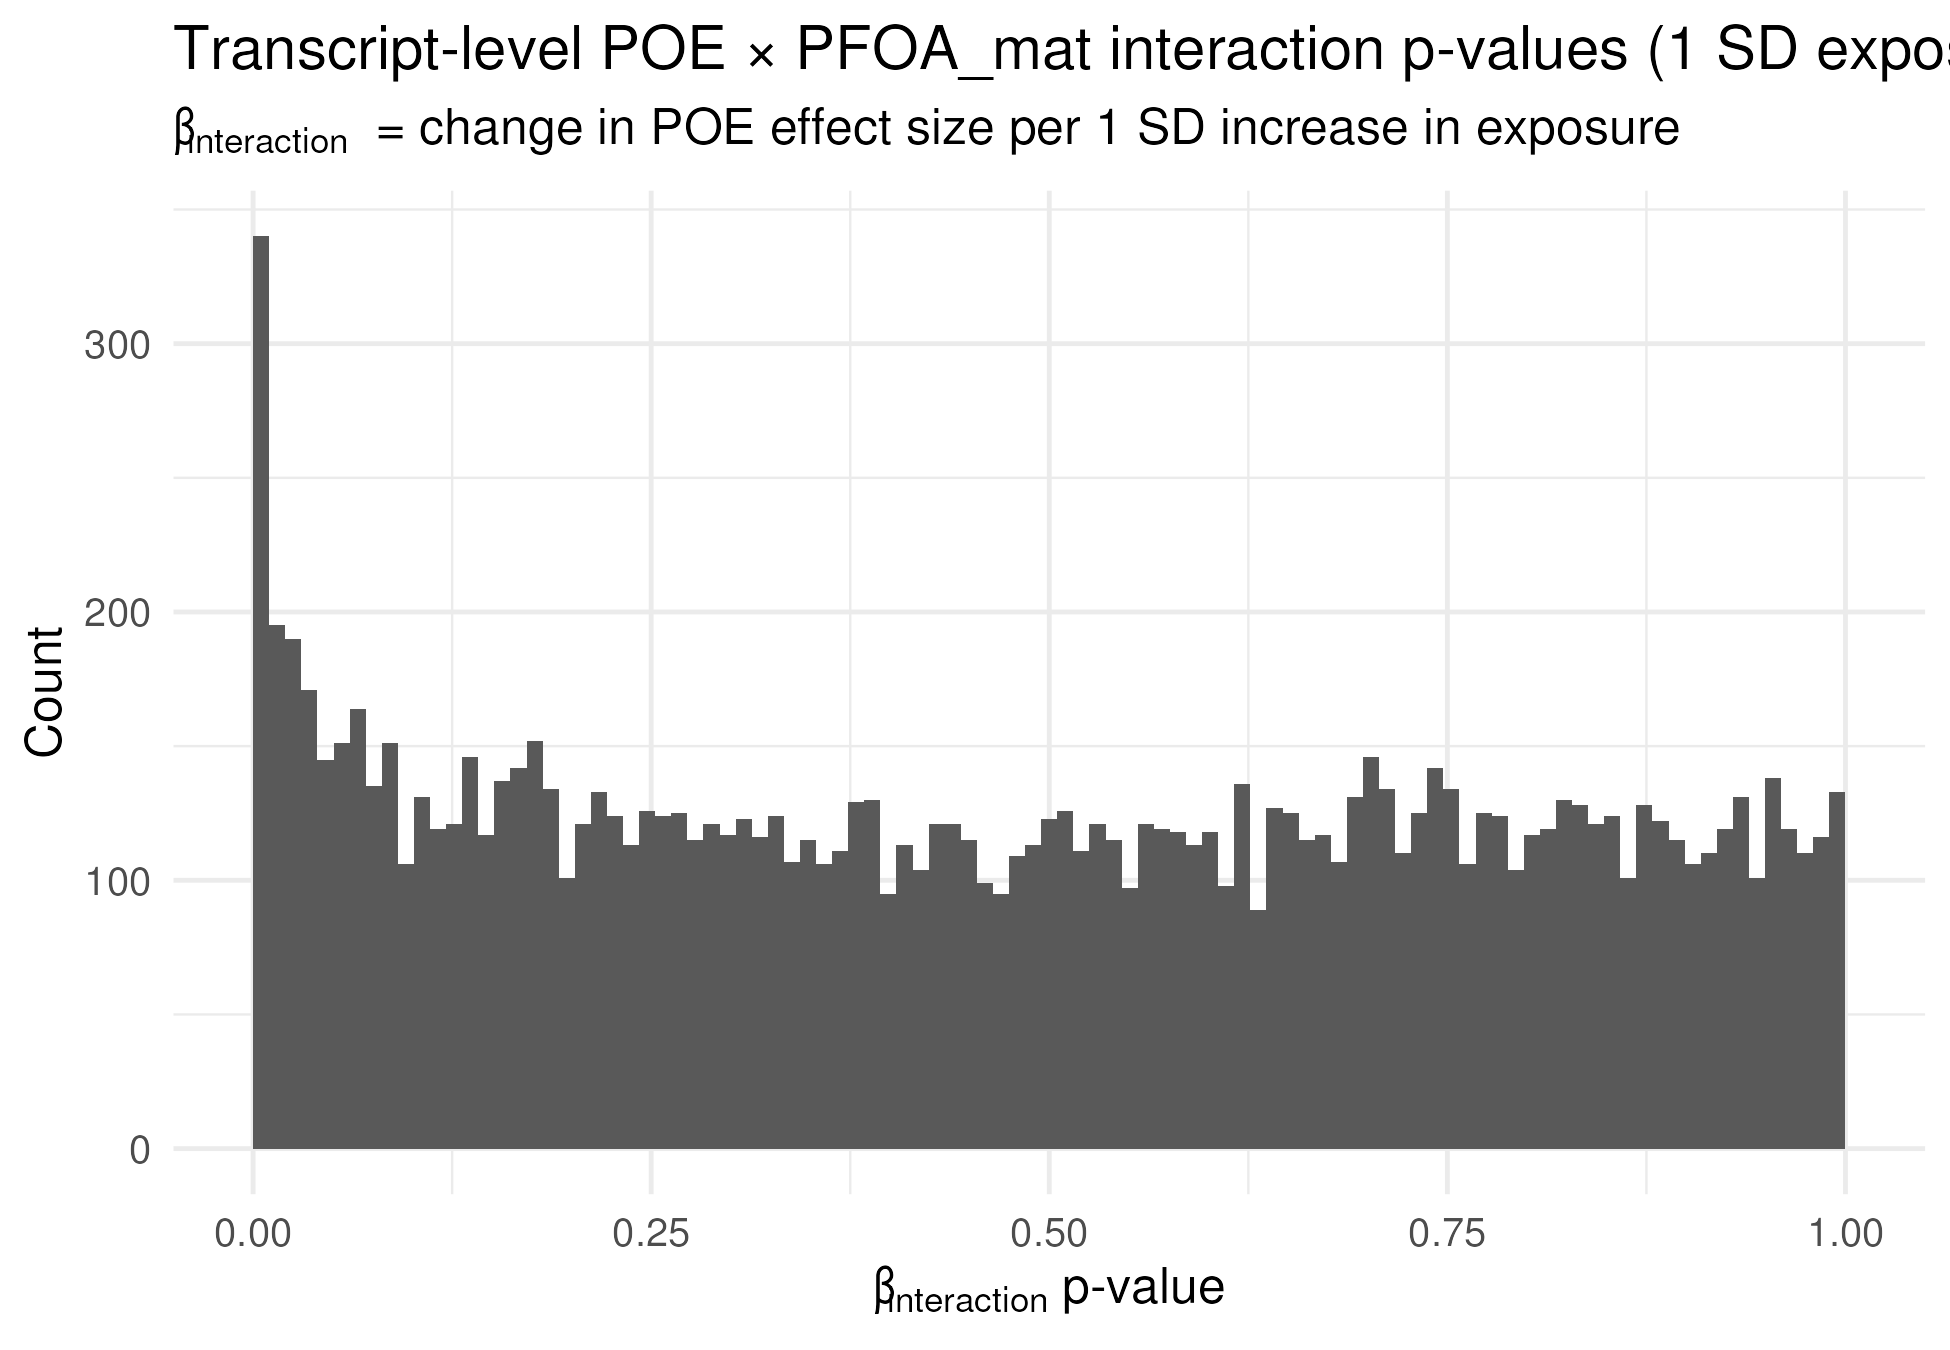 Transcript-level POE × PFOA_mat interaction p-values (1 SD expos
βinteraction = change in POE effect size per 1 SD increase in exposure
300
200
100
0
Count
0.00 0.25 0.50 0.75 1.00
βinteraction p-value